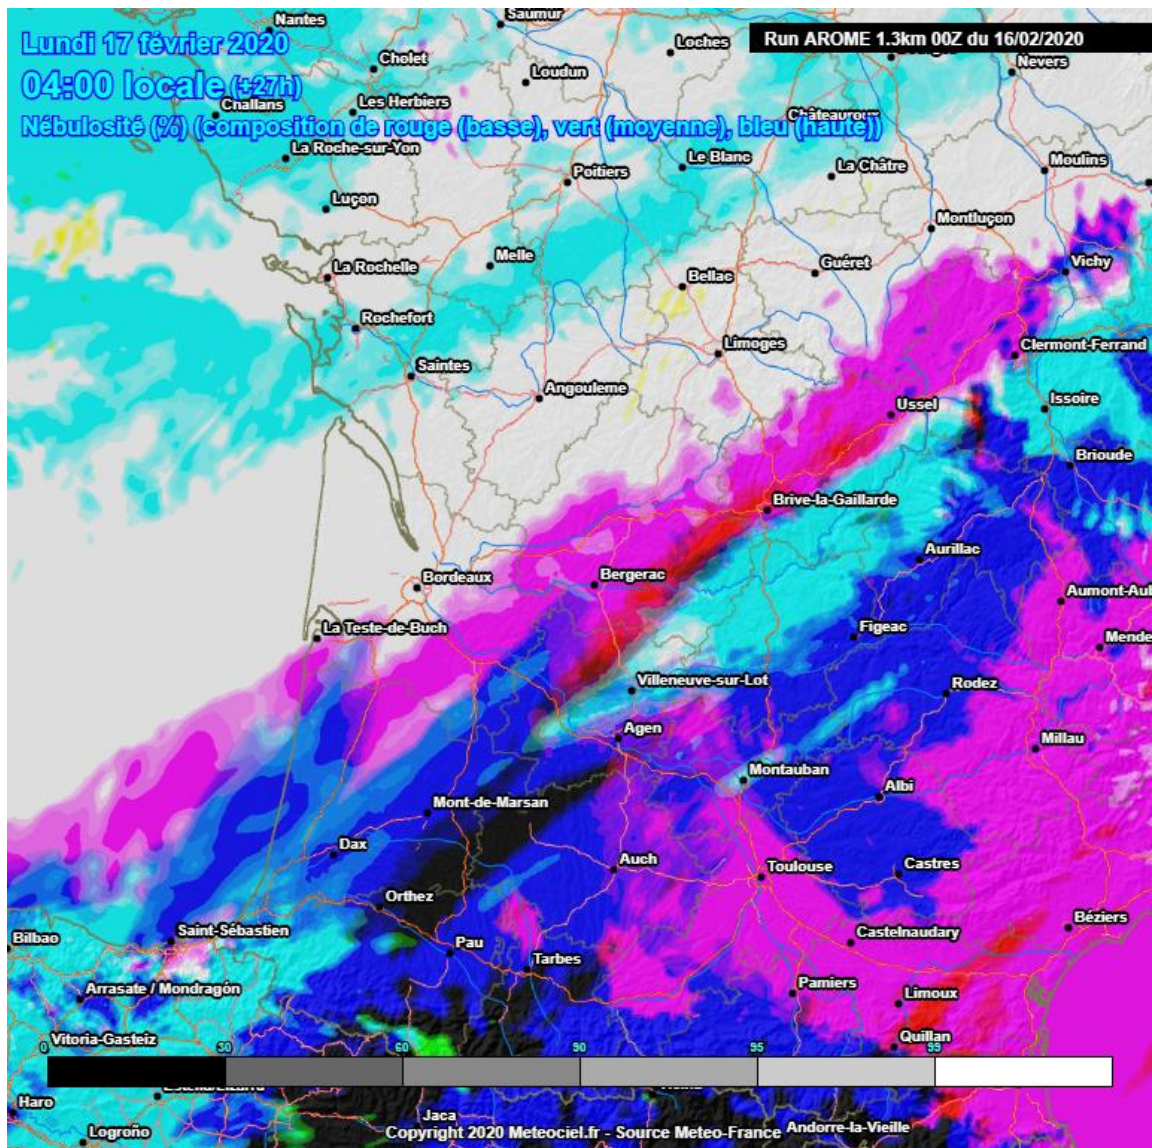 Nantes
Saumur
Lundi 17 février 2020
Run AROME 1.3km 00Z du 16/02/2020
Loches
Cholet
Loudun
Nevers
04:00 locale (+27h)
Les Herbiers
Châteauroux
Nébulosité (%) (composition de rouge (basse), vert (moyenne), bleu (haute))
La Roche-sur-Yon
Le Blanc
La Châtre
Moulins
Poitiers
Luçon
Montluçon
Melle
La Rochelle
Bellac
Guéret
Vichy
Rochefort
Limoges
Clermont-Ferrand
Saintes
Angouleme
Ussel
Issoire
Brioude
Brive-la-Gaillarde
Aurillac
Bordeaux
Bergerac
Aumont-Aub
La Teste-de-Buch
Figeac
Mende
Villeneuve-sur-Lot
Rodez
Agen
Millau
Montauban
Albi
Mont-de-Marsan
Dax
Auch
Toulouse
Castres
Orthez
Béziers
Saint-Sébastien
Bilbao
Pau
Castelnaudary
Tarbes
Arrasate / Mondragón
Pamiers
Limoux
Vitoria-Gasteiz
Quillan
0 30 60 90 95 99
Haro
Jaca
Andorre-la-Vieille
Logroño
Copyright 2020 Meteociel.fr - Source Meteo-France